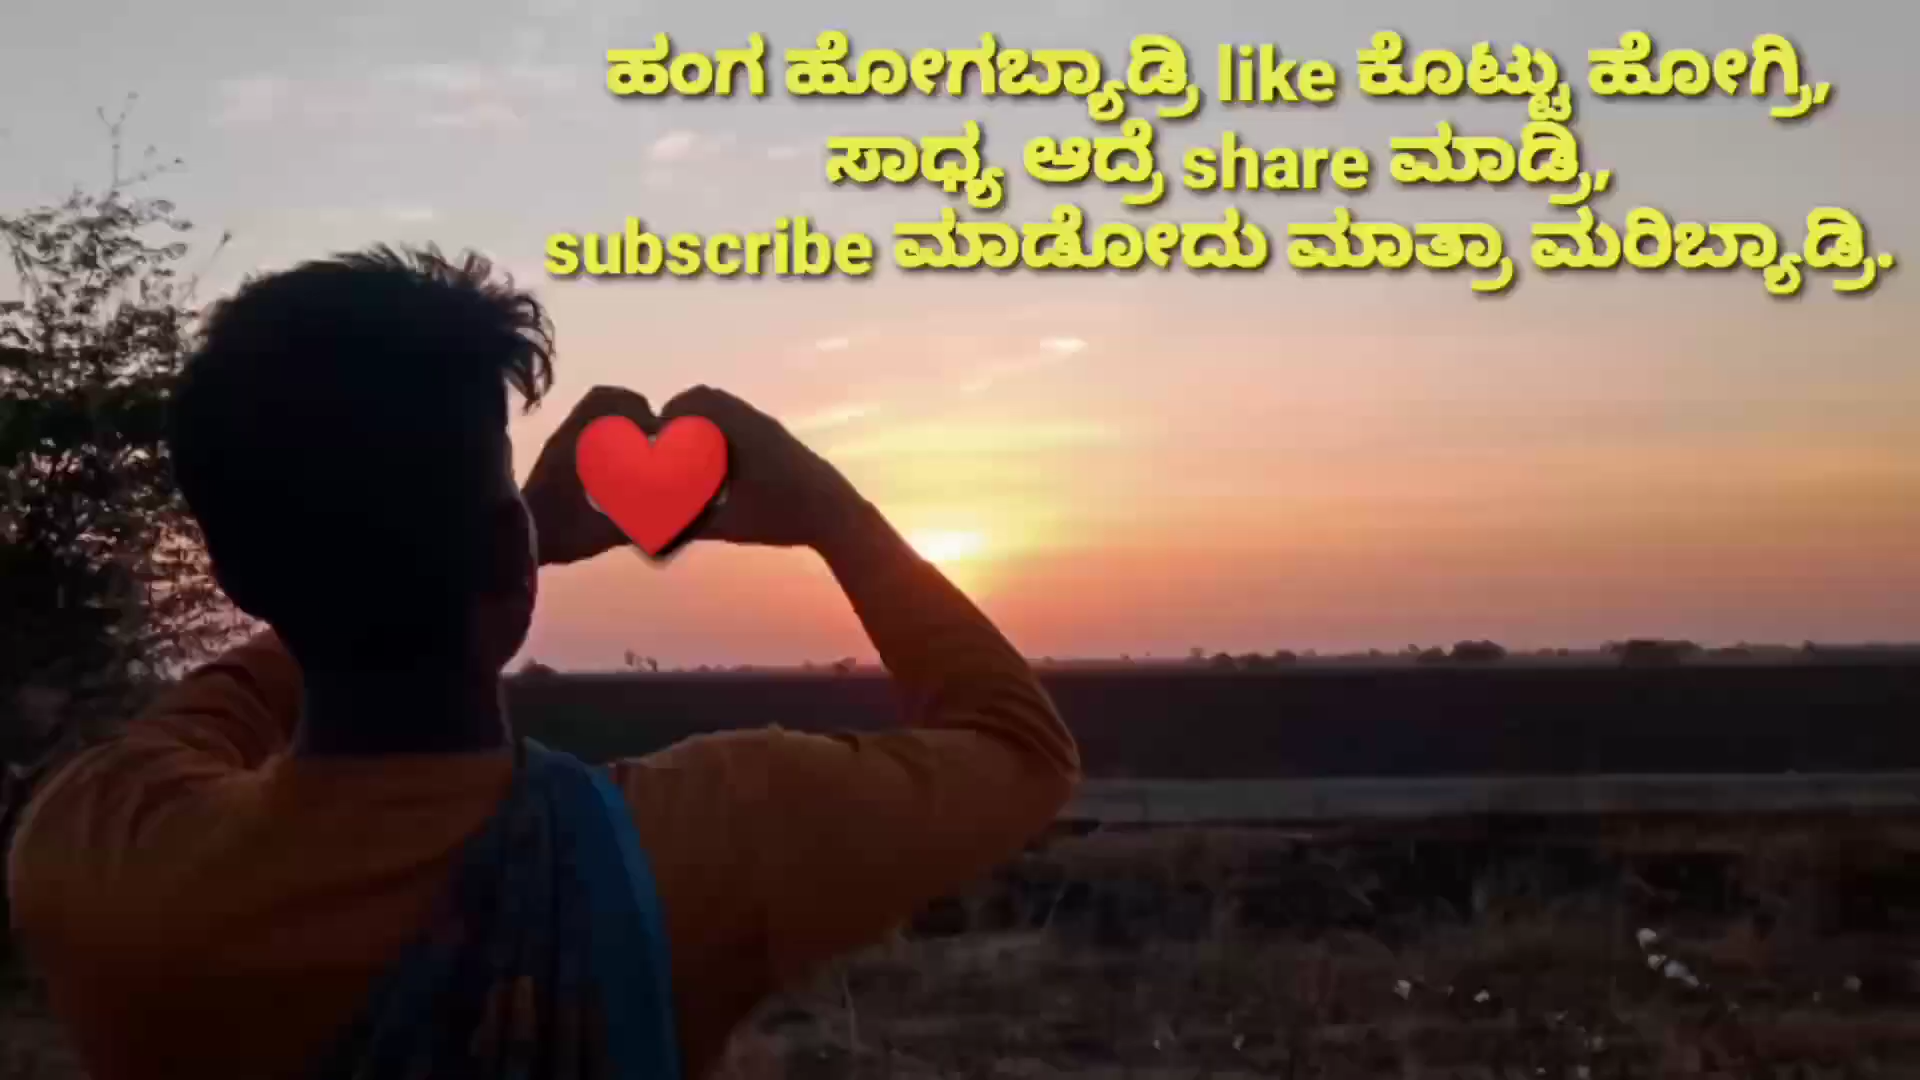 ಹಂಗ ಹೋಗಬ್ಯಾಡ್ರಿ like ಕೊಟ್ಟು ಹೋಗ್ರಿ,
ಸಾಧ್ಯ ಆದ್ರೆ share ಮಾಡ್ರಿ,
subscribe ಮಾಡೋದು ಮಾತ್ರಾ ಮರಿಬ್ಯಾಡ್ರಿ.